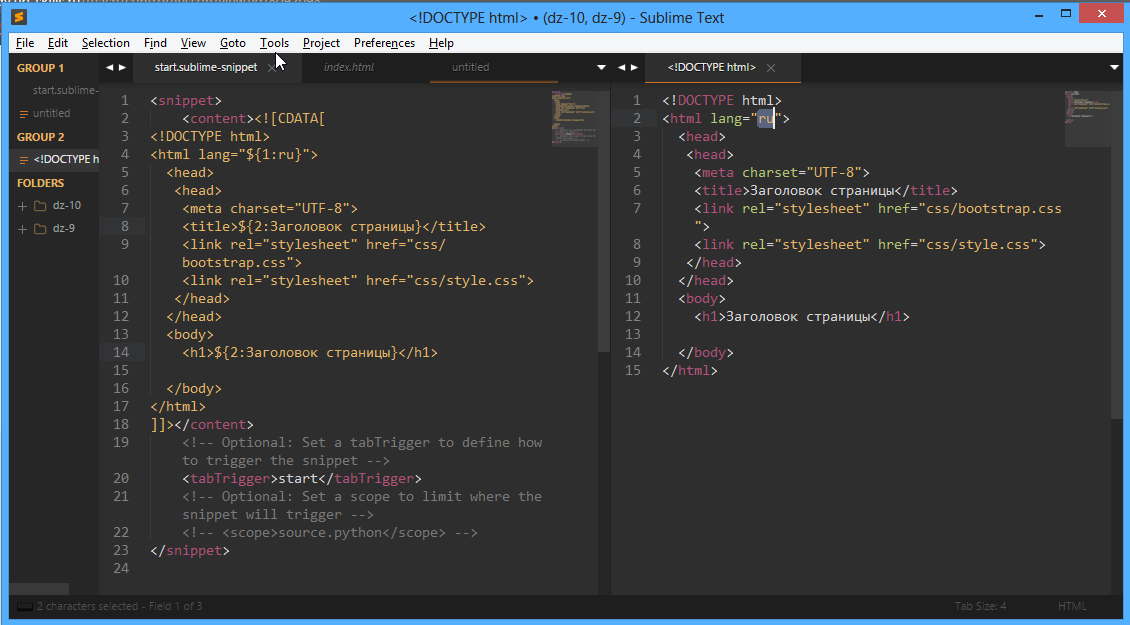 <!DOCTYPE html> • (dz-10, dz-9) - Sublime Text
File Edit Selection Find View Goto Tools Project Preferences Help
GROUP 1
start.sublime-
untitled
GROUP 2
<!DOCTYPE h
FOLDERS
dz-10
dz-9
start.sublime-snippet index.html untitled
1 <snippet>
2 <content><![CDATA[
3 <!DOCTYPE html>
4 <html lang="${1:ru}">
5 <head>
6 <head>
7 <meta charset="UTF-8">
8 <title>${2:Заголовок страницы}</title>
9 <link rel="stylesheet" href="css/
bootstrap.css">
10 <link rel="stylesheet" href="css/style.css">
11 </head>
12 </head>
13 <body>
14 <h1>${2:Заголовок страницы}</h1>
15
16 </body>
17 </html>
18 ]]></content>
19 <!-- Optional: Set a tabTrigger to define how
to trigger the snippet -->
20 <tabTrigger>start</tabTrigger>
21 <!-- Optional: Set a scope to limit where the
snippet will trigger -->
22 <!-- <scope>source.python</scope> -->
23 </snippet>
24
<!DOCTYPE html>
1 <!DOCTYPE html>
2 <html lang="ru">
3 <head>
4 <head>
5 <meta charset="UTF-8">
6 <title>Заголовок страницы</title>
7 <link rel="stylesheet" href="css/bootstrap.css
">
8 <link rel="stylesheet" href="css/style.css">
9 </head>
10 </head>
11 <body>
12 <h1>Заголовок страницы</h1>
13
14 </body>
15 </html>
2 characters selected - Field 1 of 3
Tab Size: 4 HTML